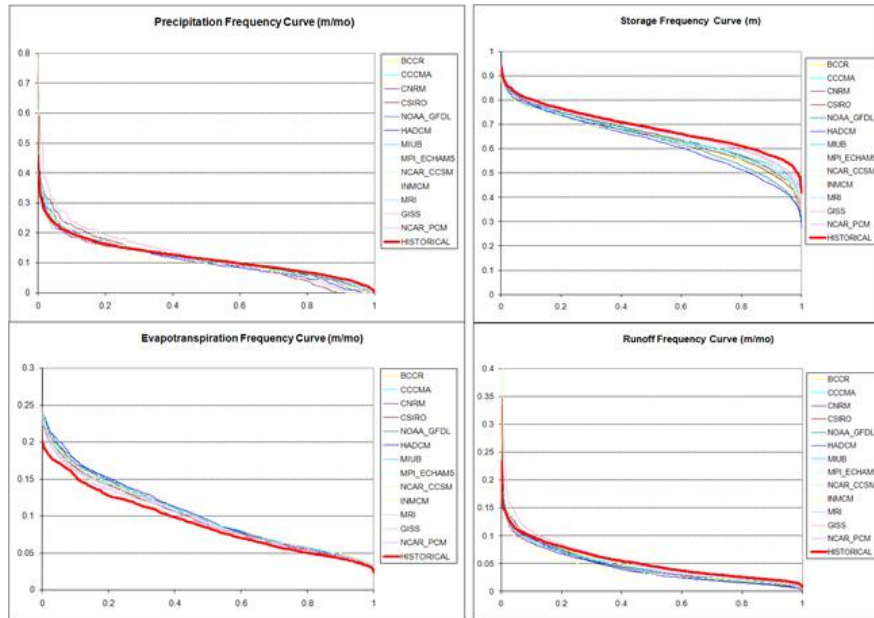 Precipitation Frequency Curve (m/mo)
0.8
0.7
0.6
0.5
0.4
0.3
0.2
0.1
0
0 0.2 0.4 0.6 0.8 1
BCCR
CCCMA
CNRM
CSIRO
NOAA_GFDL
HADCM
MIUB
MPI_ECHAM5
NCAR_CCSM
INMCM
MRI
GISS
NCAR_PCM
HISTORICAL
Storage Frequency Curve (m)
1
0.9
0.8
0.7
0.6
0.5
0.4
0.3
0.2
0.1
0
0 0.2 0.4 0.6 0.8 1
BCCR
CCCMA
CNRM
CSIRO
NOAA_GFDL
HADCM
MIUB
MPI_ECHAM5
NCAR_CCSM
INMCM
MRI
GISS
NCAR_PCM
HISTORICAL
Evapotranspiration Frequency Curve (m/mo)
0.3
0.25
0.2
0.15
0.1
0.05
0
0 0.2 0.4 0.6 0.8 1
BCCR
CCCMA
CNRM
CSIRO
NOAA_GFDL
HADCM
MIUB
MPI_ECHAM5
NCAR_CCSM
INMCM
MRI
GISS
NCAR_PCM
HISTORICAL
Runoff Frequency Curve (m/mo)
0.4
0.35
0.3
0.25
0.2
0.15
0.1
0.05
0
0 0.2 0.4 0.6 0.8 1
BCCR
CCCMA
CNRM
CSIRO
NOAA_GFDL
HADCM
MIUB
MPI_ECHAM5
NCAR_CCSM
INMCM
MRI
GISS
NCAR_PCM
HISTORICAL